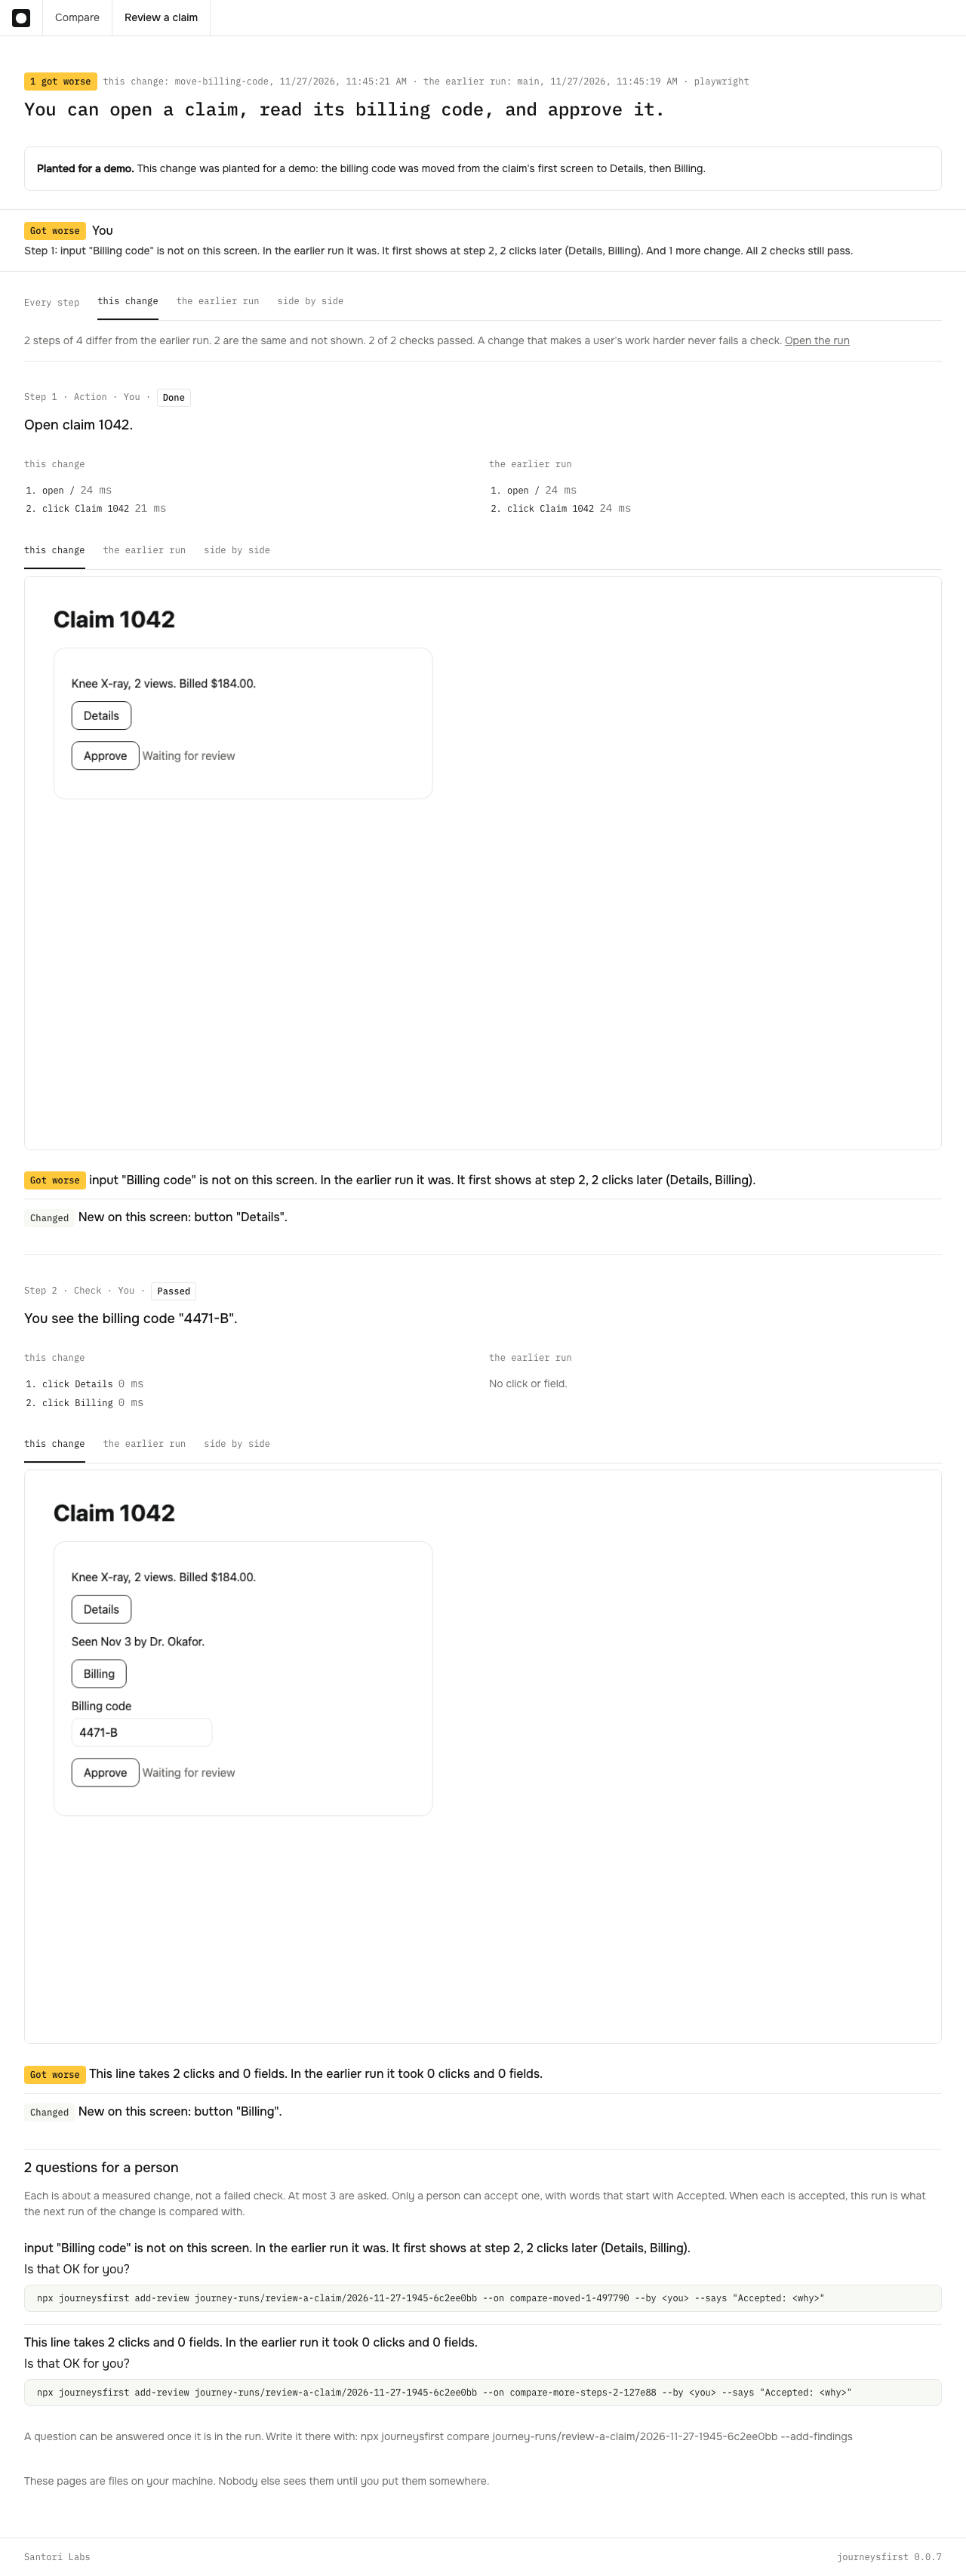 Compare
Review a claim
1 got worse this change: move-billing-code, 11/27/2026, 11:45:21 AM · the earlier run: main, 11/27/2026, 11:45:19 AM · playwright
You can open a claim, read its billing code, and approve it.
Planted for a demo. This change was planted for a demo: the billing code was moved from the claim's first screen to Details, then Billing.
Got worse You
Step 1: input "Billing code" is not on this screen. In the earlier run it was. It first shows at step 2, 2 clicks later (Details, Billing). And 1 more change. All 2 checks still pass.
Every step this change the earlier run side by side
2 steps of 4 differ from the earlier run. 2 are the same and not shown. 2 of 2 checks passed. A change that makes a user's work harder never fails a check. Open the run
Step 1 · Action · You · Done
Open claim 1042.
this change
1. open / 24 ms
2. click Claim 1042 21 ms
the earlier run
1. open / 24 ms
2. click Claim 1042 24 ms
this change the earlier run side by side
Claim 1042
Knee X-ray, 2 views. Billed $184.00.
Details
Approve Waiting for review
Got worse input "Billing code" is not on this screen. In the earlier run it was. It first shows at step 2, 2 clicks later (Details, Billing).
Changed New on this screen: button "Details".
Step 2 · Check · You · Passed
You see the billing code "4471-B".
this change
1. click Details 0 ms
2. click Billing 0 ms
the earlier run
No click or field.
this change the earlier run side by side
Claim 1042
Knee X-ray, 2 views. Billed $184.00.
Details
Seen Nov 3 by Dr. Okafor.
Billing
Billing code
4471-B
Approve Waiting for review
Got worse This line takes 2 clicks and 0 fields. In the earlier run it took 0 clicks and 0 fields.
Changed New on this screen: button "Billing".
2 questions for a person
Each is about a measured change, not a failed check. At most 3 are asked. Only a person can accept one, with words that start with Accepted. When each is accepted, this run is what
the next run of the change is compared with.
input "Billing code" is not on this screen. In the earlier run it was. It first shows at step 2, 2 clicks later (Details, Billing).
Is that OK for you?
npx journeysfirst add-review journey-runs/review-a-claim/2026-11-27-1945-6c2ee0bb --on compare-moved-1-497790 --by <you> --says "Accepted: <why>"
This line takes 2 clicks and 0 fields. In the earlier run it took 0 clicks and 0 fields.
Is that OK for you?
npx journeysfirst add-review journey-runs/review-a-claim/2026-11-27-1945-6c2ee0bb --on compare-more-steps-2-127e88 --by <you> --says "Accepted: <why>"
A question can be answered once it is in the run. Write it there with: npx journeysfirst compare journey-runs/review-a-claim/2026-11-27-1945-6c2ee0bb --add-findings
These pages are files on your machine. Nobody else sees them until you put them somewhere.
Santori Labs
journeysfirst 0.0.7